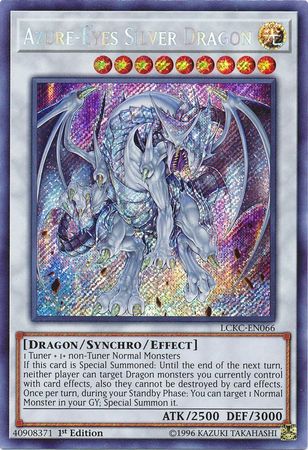 Azure-Eyes Silver Dragon
LCKC-EN066
[Dragon/Synchro/Effect]
1 Tuner + 1+ non-Tuner Normal Monsters
If this card is Special Summoned: Until the end of the next turn,
neither player can target Dragon monsters you currently control
with card effects, also they cannot be destroyed by card effects.
Once per turn, during your Standby Phase: You can target 1
Normal Monster in your GY; Special Summon it.
ATK/2500 DEF/3000
40908371 1st Edition ©1996 KAZUKI TAKAHASHI